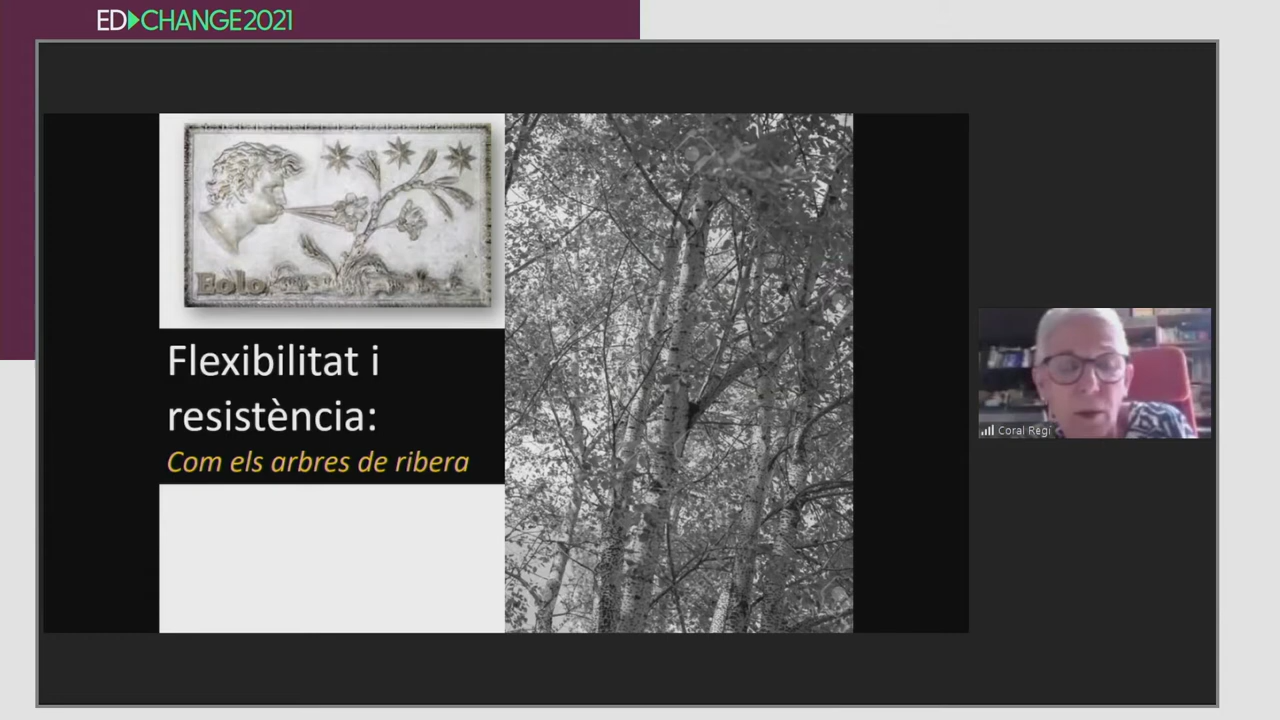 ED CHANGE2021
Eolo
Flexibilitat i
resistència:
Com els arbres de ribera
Coral Regí